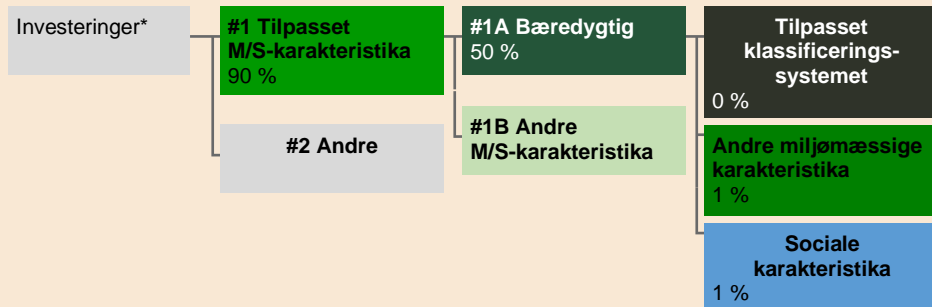 Investeringer*
#1 Tilpasset
M/S-karakteristika
90 %
#2 Andre
#1A Bæredygtig
50 %
#1B Andre
M/S-karakteristika
Tilpasset
klassificerings-
systemet
0 %
Andre miljømæssige
karakteristika
1 %
Sociale
karakteristika
1 %